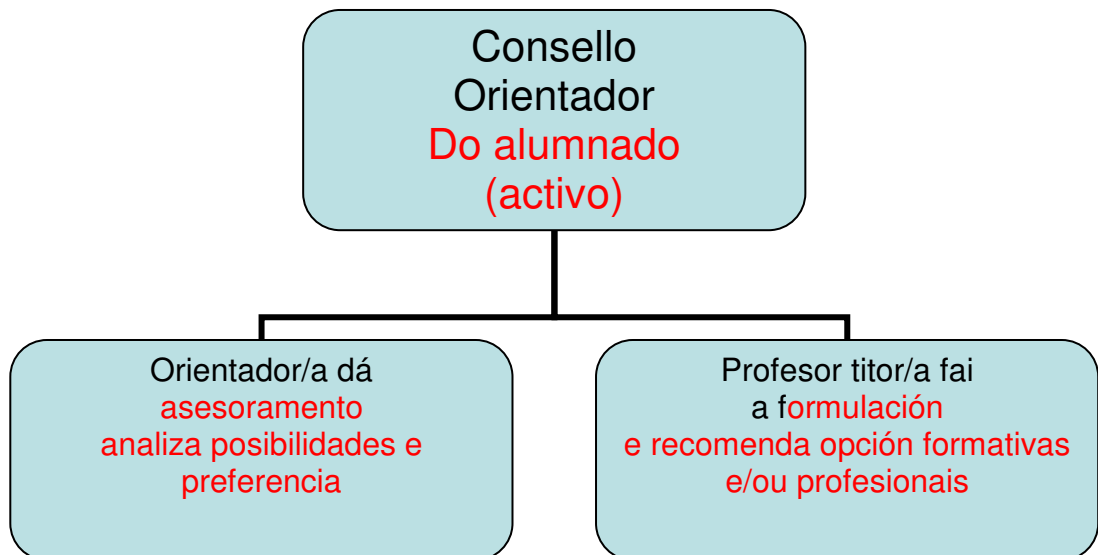 Consello
Orientador
Do alumnado
(activo)
Orientador/a dá
asesoramento
analiza posibilidades e
preferencia
Profesor titor/a fai
a formulación
e recomenda opción formativas
e/ou profesionais